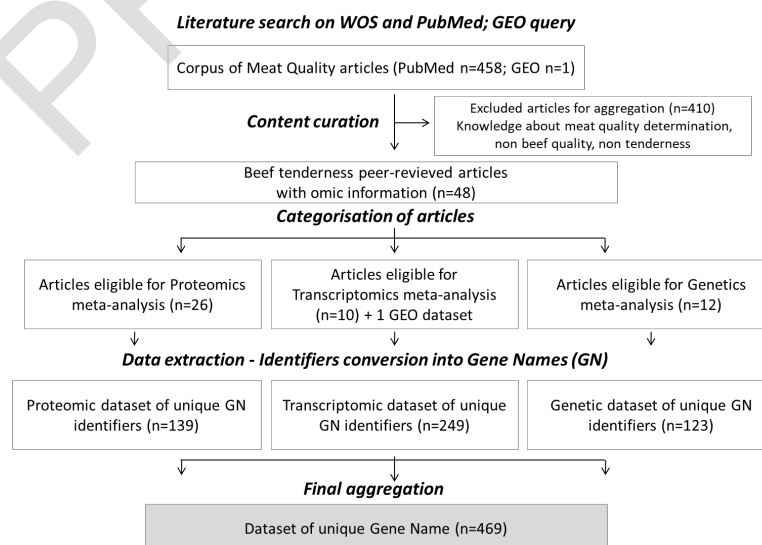 Literature search on WOS and PubMed; GEO query
Corpus of Meat Quality articles (PubMed n=458; GEO n=1)
Content curation
Excluded articles for aggregation (n=410)
Knowledge about meat quality determination,
non beef quality, non tenderness
Beef tenderness peer-revieved articles
with omic information (n=48)
Categorisation of articles
Articles eligible for Proteomics
meta-analysis (n=26)
Articles eligible for
Transcriptomics meta-analysis
(n=10) + 1 GEO dataset
Articles eligible for Genetics
meta-analysis (n=12)
Data extraction - Identifiers conversion into Gene Names (GN)
Proteomic dataset of unique GN
identifiers (n=139)
Transcriptomic dataset of unique
GN identifiers (n=249)
Genetic dataset of unique GN
identifiers (n=123)
Final aggregation
Dataset of unique Gene Name (n=469)